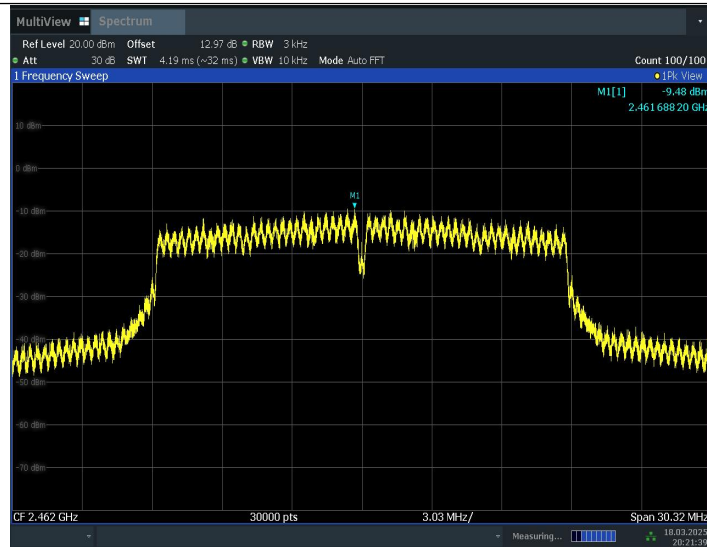 MultiView Spectrum
Ref Level 20.00 dBm Offset 12.97 dB RBW 3 kHz
Att 30 dB SWT 4.19 ms (~32 ms) VBW 10 kHz Mode Auto FFT Count 100/100
1 Frequency Sweep 1Pk View
M1[1] -9.48 dBm
2.461 688 20 GHz
10 dBm
0 dBm
M1
-10 dBm
-20 dBm
-30 dBm
-40 dBm
-50 dBm
-60 dBm
-70 dBm
CF 2.462 GHz 30000 pts 3.03 MHz/ Span 30.32 MHz
Measuring... 18.03.2025
20:21:39